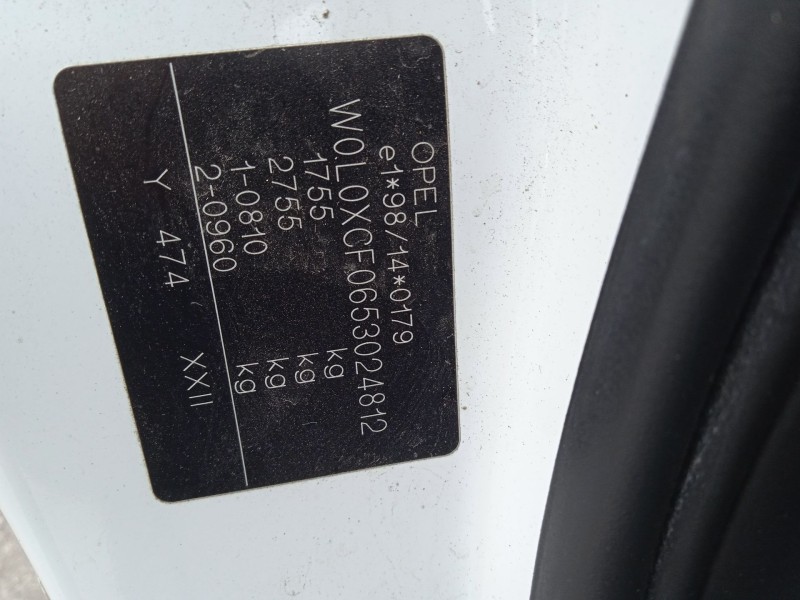 OPEL
e1*98/14*0179
W0L0XCF0653024812
1755 kg
2755 kg
1-0810 kg
2-0960 kg
Y 474 XXII